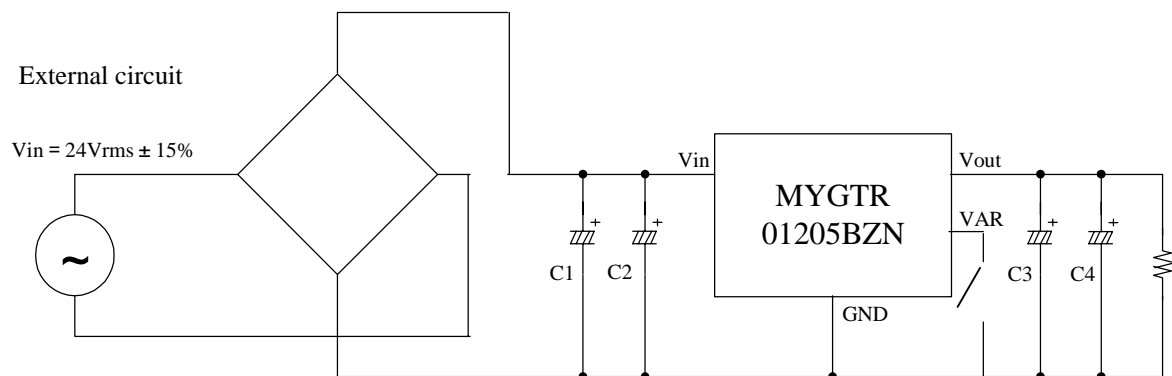 External circuit
Vin = 24Vrms ± 15%
~
Vin
MYGTR
01205BZN
Vout
VAR
GND
+
C1
+
C2
+
C3
+
C4